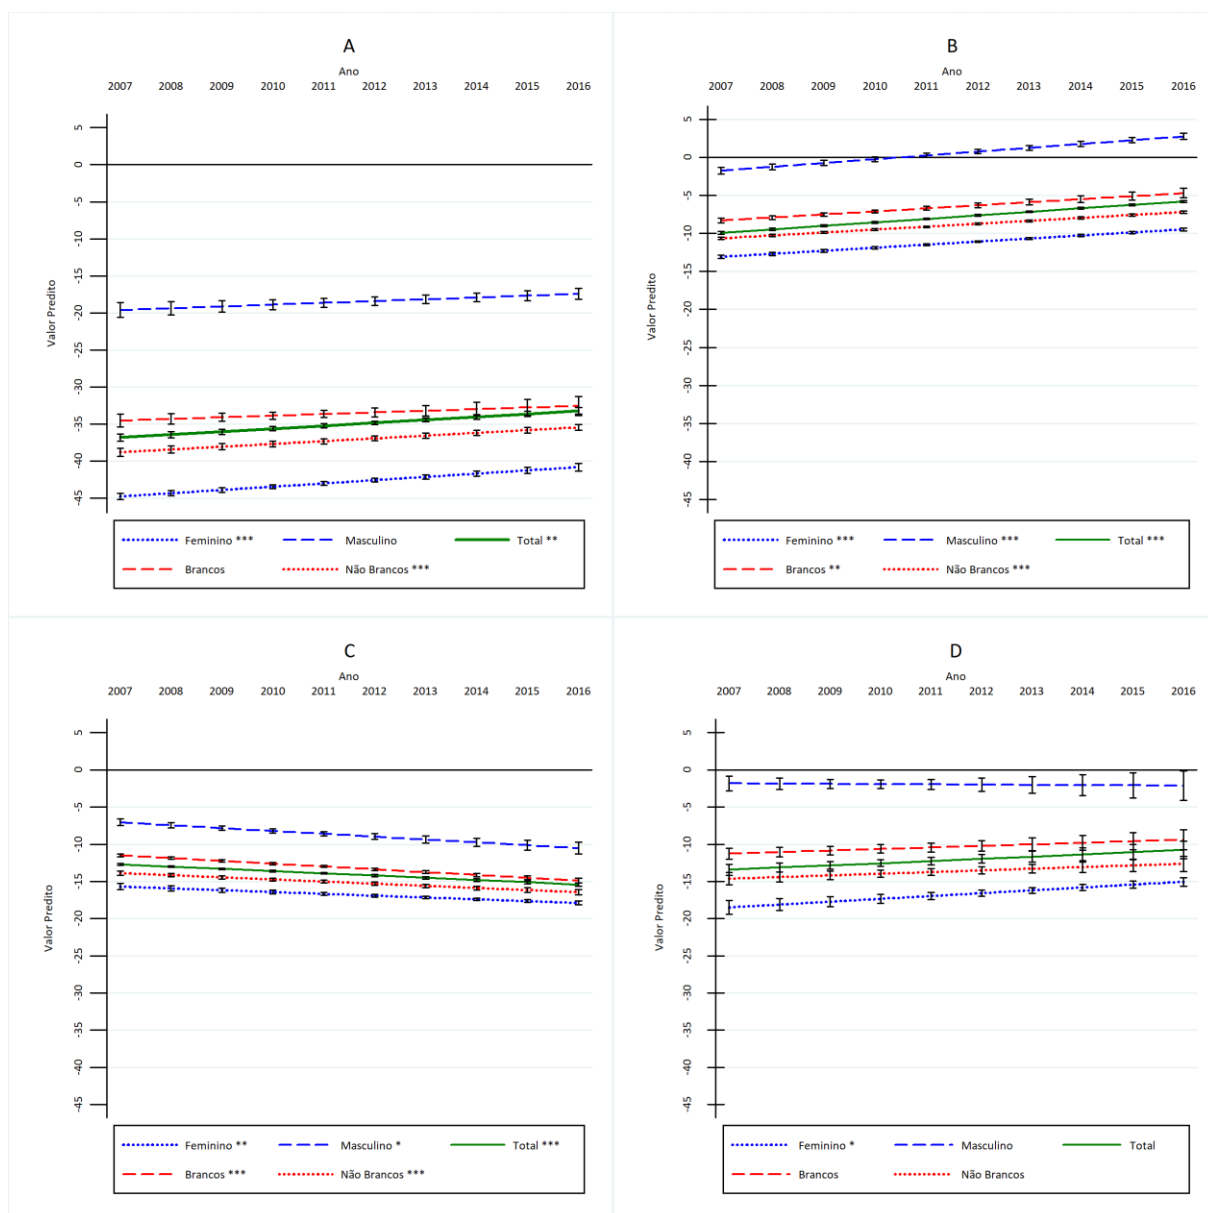 A
Ano
2007 2008 2009 2010 2011 2012 2013 2014 2015 2016
5
0
-5
-10
-15
-20
-25
-30
-35
-40
-45
Valor Predito
Feminino *** Masculino Total **
Brancos Não Brancos ***
B
Ano
2007 2008 2009 2010 2011 2012 2013 2014 2015 2016
5
0
-5
-10
-15
-20
-25
-30
-35
-40
-45
Valor Predito
Feminino *** Masculino *** Total ***
Brancos ** Não Brancos ***
C
Ano
2007 2008 2009 2010 2011 2012 2013 2014 2015 2016
5
0
-5
-10
-15
-20
-25
-30
-35
-40
-45
Valor Predito
Feminino ** Masculino * Total ***
Brancos *** Não Brancos ***
D
Ano
2007 2008 2009 2010 2011 2012 2013 2014 2015 2016
5
0
-5
-10
-15
-20
-25
-30
-35
-40
-45
Valor Predito
Feminino * Masculino Total
Brancos Não Brancos